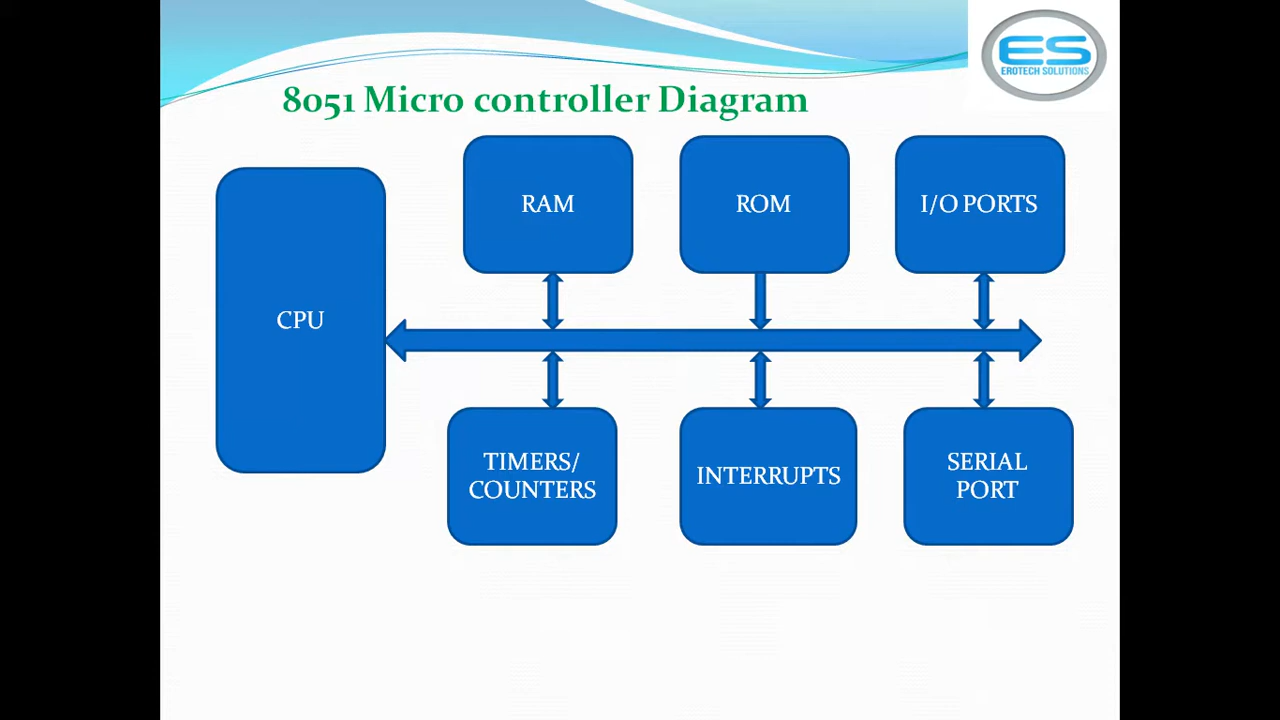 ES
EROTECH SOLUTIONS
8051 Micro controller Diagram
RAM
ROM
I/O PORTS
CPU
TIMERS/
COUNTERS
INTERRUPTS
SERIAL
PORT